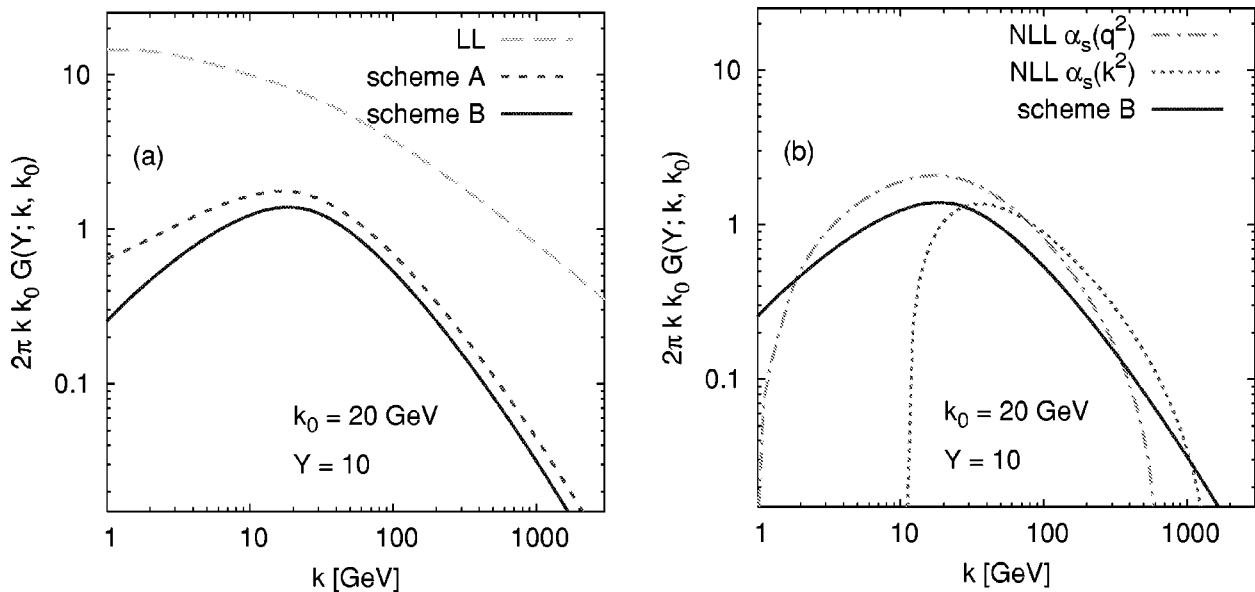 LL
scheme A
scheme B
(a)
10
1
0.1
2π k k₀ G(Y; k, k₀)
k₀ = 20 GeV
Y = 10
1
10
100
1000
k [GeV]
NLL αₛ(q²)
NLL αₛ(k²)
scheme B
(b)
10
1
0.1
2π k k₀ G(Y; k, k₀)
k₀ = 20 GeV
Y = 10
1
10
100
1000
k [GeV]